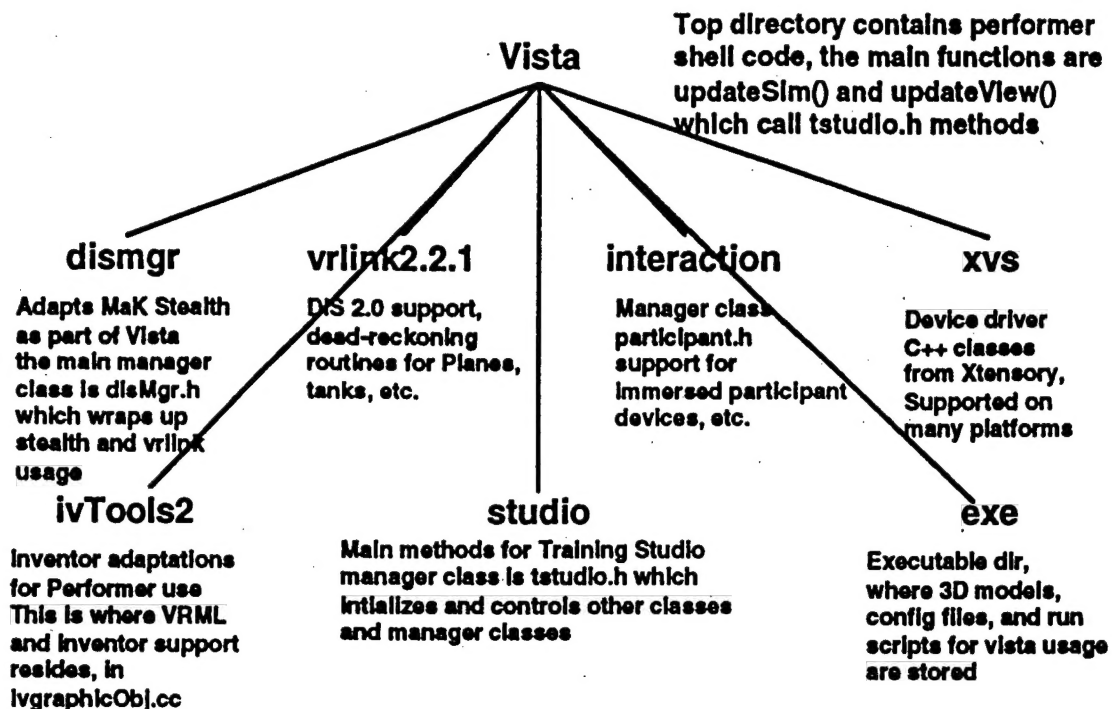 Vista
Top directory contains performer
shell code, the main functions are
updateSim() and updateView()
which call tstudio.h methods
dismgr
Adapts MaK Stealth
as part of Vista
the main manager
class is disMgr.h
which wraps up
stealth and vrlink
usage
vrlink2.2.1
DIS 2.0 support,
dead-reckoning
routines for Planes,
tanks, etc.
interaction
Manager class
participant.h
support for
immersed participant
devices, etc.
xvs
Device driver
C++ classes
from Xtensory,
Supported on
many platforms
ivTools2
Inventor adaptations
for Performer use
This is where VRML
and Inventor support
resides, in
ivgraphicObj.cc
studio
Main methods for Training Studio
manager class is tstudio.h which
intializes and controls other classes
and manager classes
exe
Executable dir,
where 3D models,
config files, and run
scripts for vista usage
are stored